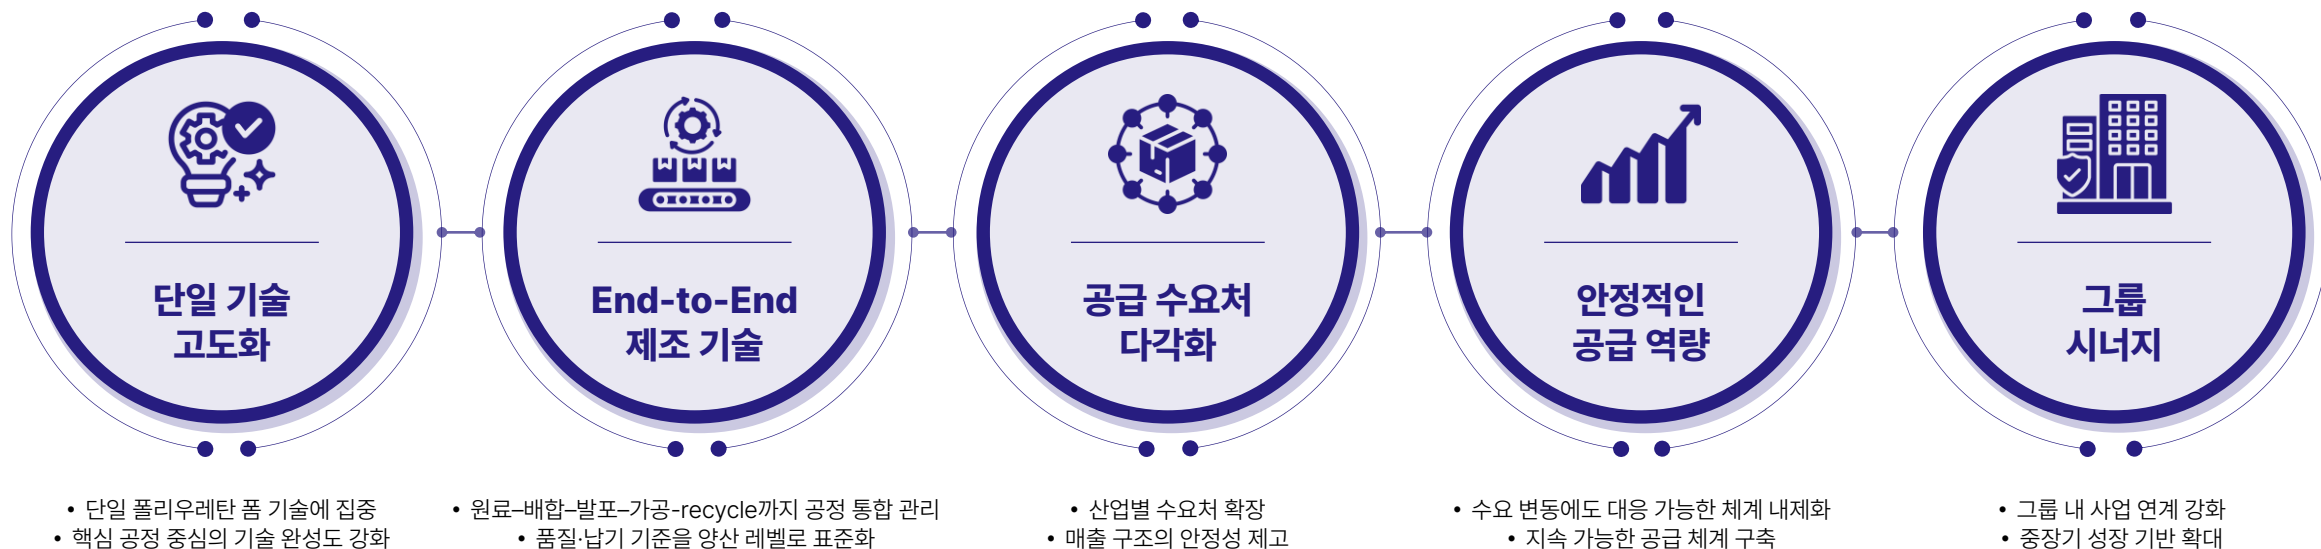 단일 기술
고도화
End-to-End
제조 기술
공급 수요처
다각화
안정적인
공급 역량
그룹
시너지
• 단일 폴리우레탄 폼 기술에 집중
• 핵심 공정 중심의 기술 완성도 강화
• 원료–배합–발포–가공-recycle까지 공정 통합 관리
• 품질·납기 기준을 양산 레벨로 표준화
• 산업별 수요처 확장
• 매출 구조의 안정성 제고
• 수요 변동에도 대응 가능한 체계 내제화
• 지속 가능한 공급 체계 구축
• 그룹 내 사업 연계 강화
• 중장기 성장 기반 확대